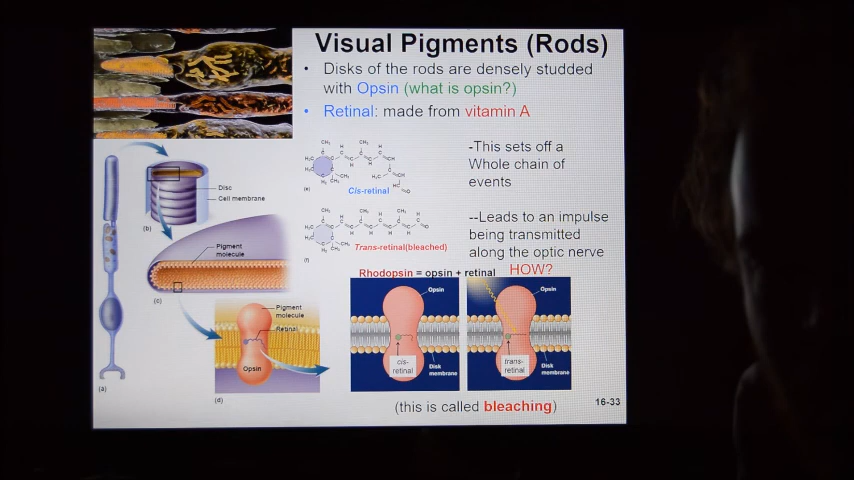 Visual Pigments (Rods)
• Disks of the rods are densely studded
with Opsin (what is opsin?)
• Retinal: made from vitamin A
-This sets off a
Whole chain of
events
Cis-retinal
(e)
--Leads to an impulse
being transmitted
along the optic nerve
HOW?
Trans-retinal(bleached)
(f)
Rhodopsin = opsin + retinal
Disc
Cell membrane
(b)
Pigment
molecule
(c)
Pigment
molecule
Retinal
Opsin
(d)
(a)
Opsin
cis-
retinal
Disk
membrane
Opsin
trans-
retinal
Disk
membrane
(this is called bleaching)
16-33